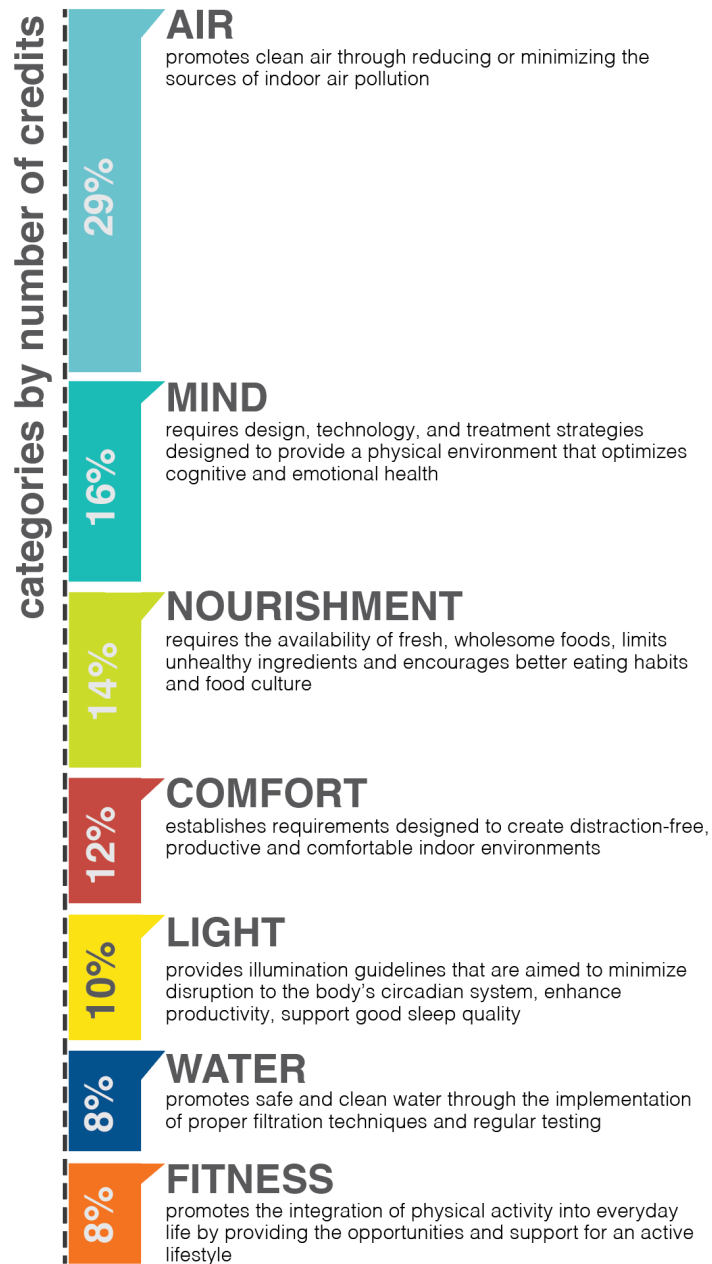 categories by number of credits
29%
AIR
promotes clean air through reducing or minimizing the
sources of indoor air pollution
16%
MIND
requires design, technology, and treatment strategies
designed to provide a physical environment that optimizes
cognitive and emotional health
14%
NOURISHMENT
requires the availability of fresh, wholesome foods, limits
unhealthy ingredients and encourages better eating habits
and food culture
12%
COMFORT
establishes requirements designed to create distraction-free,
productive and comfortable indoor environments
10%
LIGHT
provides illumination guidelines that are aimed to minimize
disruption to the body’s circadian system, enhance
productivity, support good sleep quality
8%
WATER
promotes safe and clean water through the implementation
of proper filtration techniques and regular testing
8%
FITNESS
promotes the integration of physical activity into everyday
life by providing the opportunities and support for an active
lifestyle